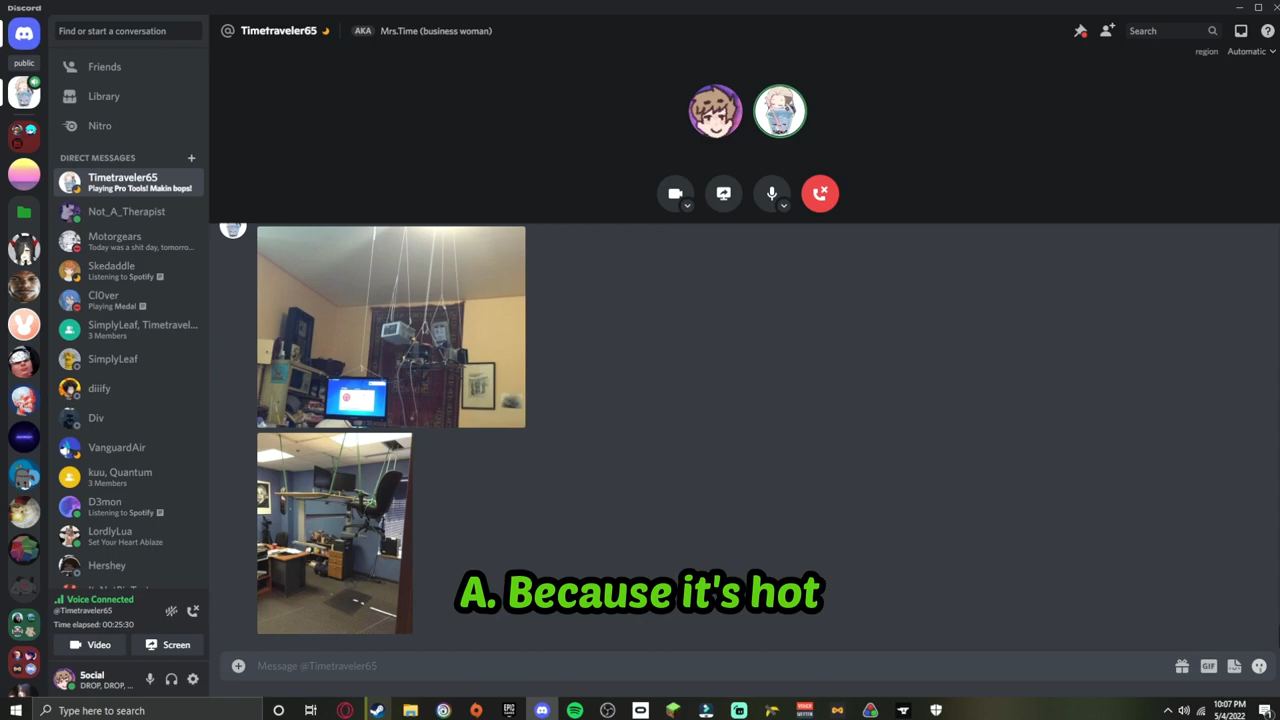 Discord
Find or start a conversation
@ Timetraveler65 AKA Mrs.Time (business woman)
Search
region Automatic
public
Friends
Library
Nitro
DIRECT MESSAGES +
Timetraveler65
Playing Pro Tools! Makin bops!
Not_A_Therapist
Motorgears
Today was a shit day, tomorro...
Skedaddle
Listening to Spotify
Cl0ver
Playing Medal
SimplyLeaf, Timetravel...
3 Members
SimplyLeaf
diiify
Div
VanguardAir
kuu, Quantum
3 Members
D3mon
Listening to Spotify
LordlyLua
Set Your Heart Ablaze
Hershey
Voice Connected
@Timetraveler65
Time elapsed: 00:25:30
Video
Screen
Social
DROP, DROP, ...
A. Because it's hot
Message @Timetraveler65
GIF
Type here to search
EPIC
10:07 PM
5/4/2022